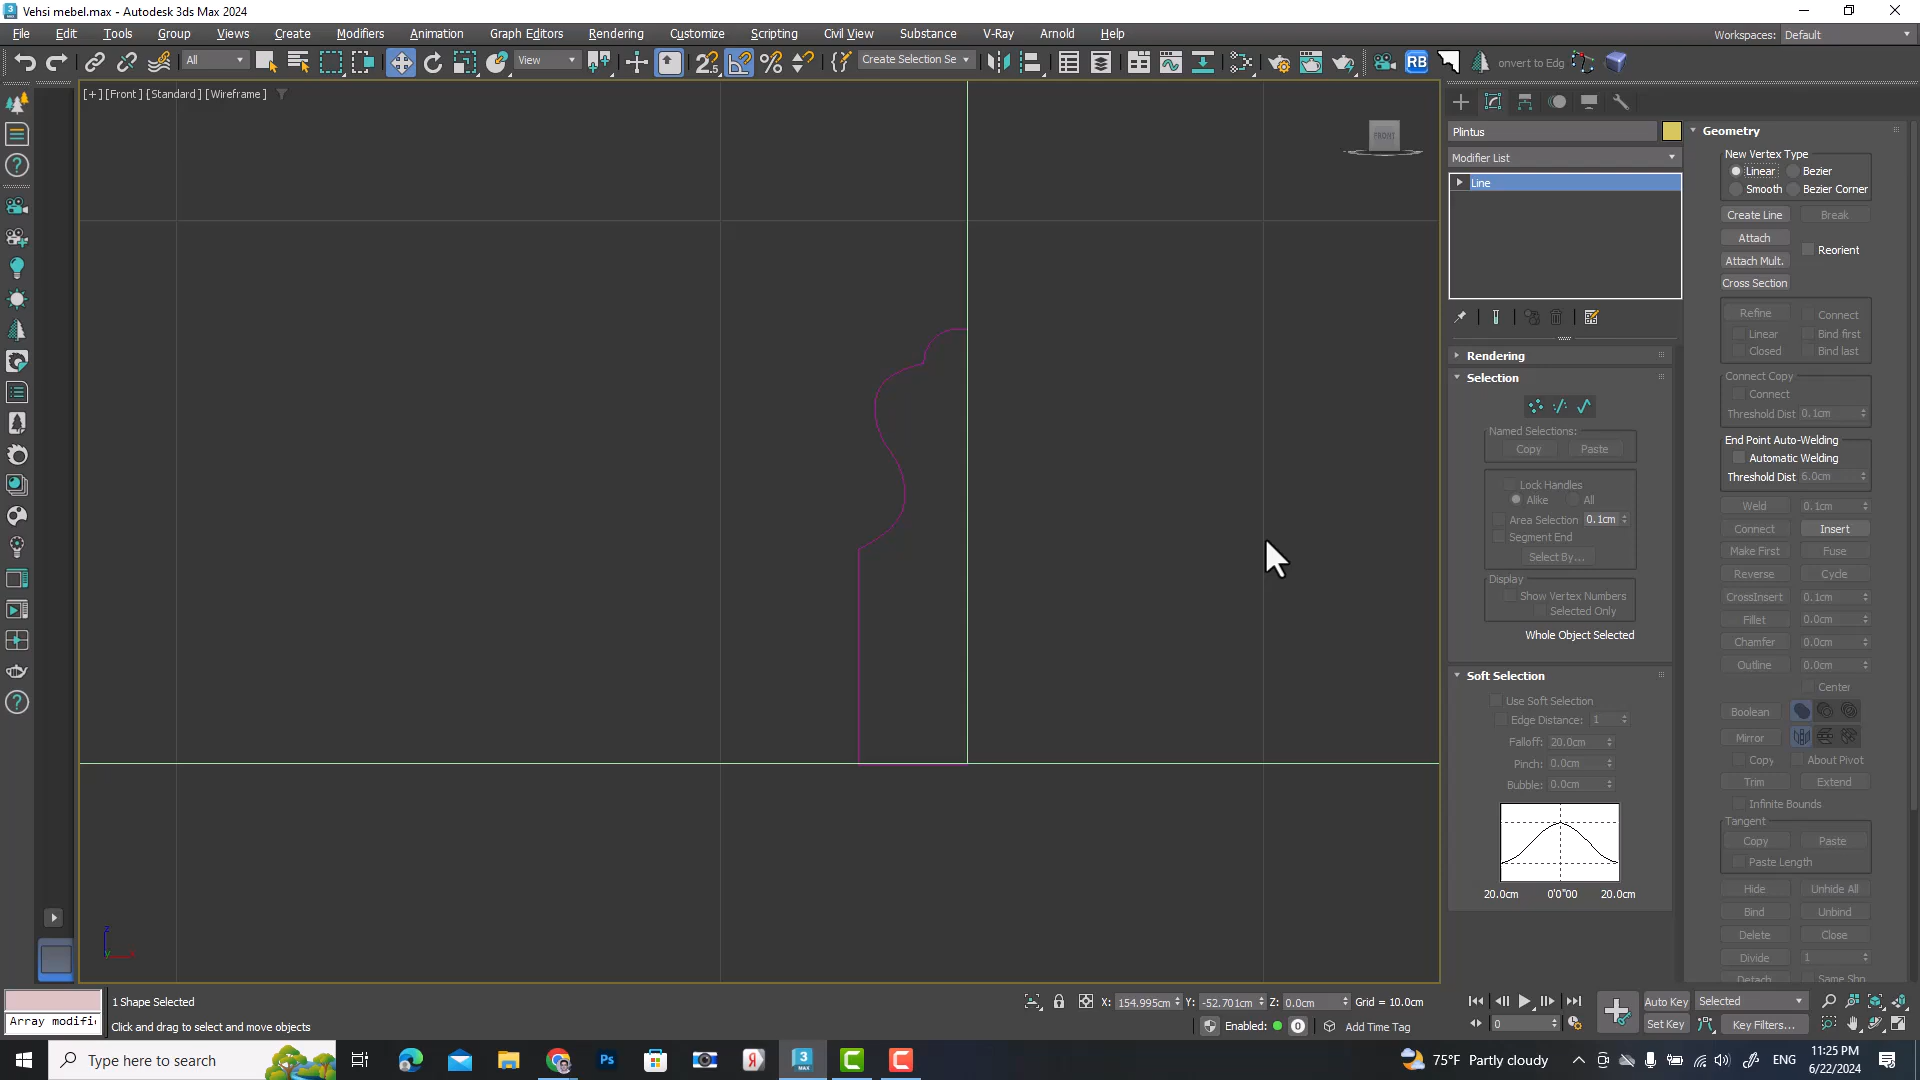 Vehsi mebel.max - Autodesk 3ds Max 2024
File Edit Tools Group Views Create Modifiers Animation Graph Editors Rendering Customize Scripting Civil View Substance V-Ray Arnold Help
Workspaces: Default
All View Create Selection Se RB onvert to Edg
[+] [Front] [Standard] [Wireframe]
FRONT
Plintus
Modifier List
Line
Rendering
Selection
Named Selections:
Copy Paste
Lock Handles
Alike All
Area Selection 0.1cm
Segment End
Select By...
Display
Show Vertex Numbers
Selected Only
Whole Object Selected
Soft Selection
Use Soft Selection
Edge Distance: 1
Falloff: 20.0cm
Pinch: 0.0cm
Bubble: 0.0cm
20.0cm 0'0"00 20.0cm
Geometry
New Vertex Type
Linear Bezier
Smooth Bezier Corner
Create Line Break
Attach
Reorient
Attach Mult.
Cross Section
Refine Connect
Linear Bind first
Closed Bind last
Connect Copy
Connect
Threshold Dist 0.1cm
End Point Auto-Welding
Automatic Welding
Threshold Dist 6.0cm
Weld 0.1cm
Connect Insert
Make First Fuse
Reverse Cycle
CrossInsert 0.1cm
Fillet 0.0cm
Chamfer 0.0cm
Outline 0.0cm
Center
Boolean
Mirror
Copy About Pivot
Trim Extend
Infinite Bounds
Tangent
Copy Paste
Paste Length
Hide Unhide All
Bind Unbind
Delete Close
Divide 1
Detach Same Shp
z
y x
Array modifi
1 Shape Selected
Click and drag to select and move objects
X: 154.995cm Y: -52.701cm Z: 0.0cm Grid = 10.0cm
Enabled: 0 Add Time Tag
0
Auto Key Selected
Set Key Key Filters...
Type here to search
Ps
Я
3
MAX
75°F Partly cloudy
ENG
11:25 PM
6/22/2024